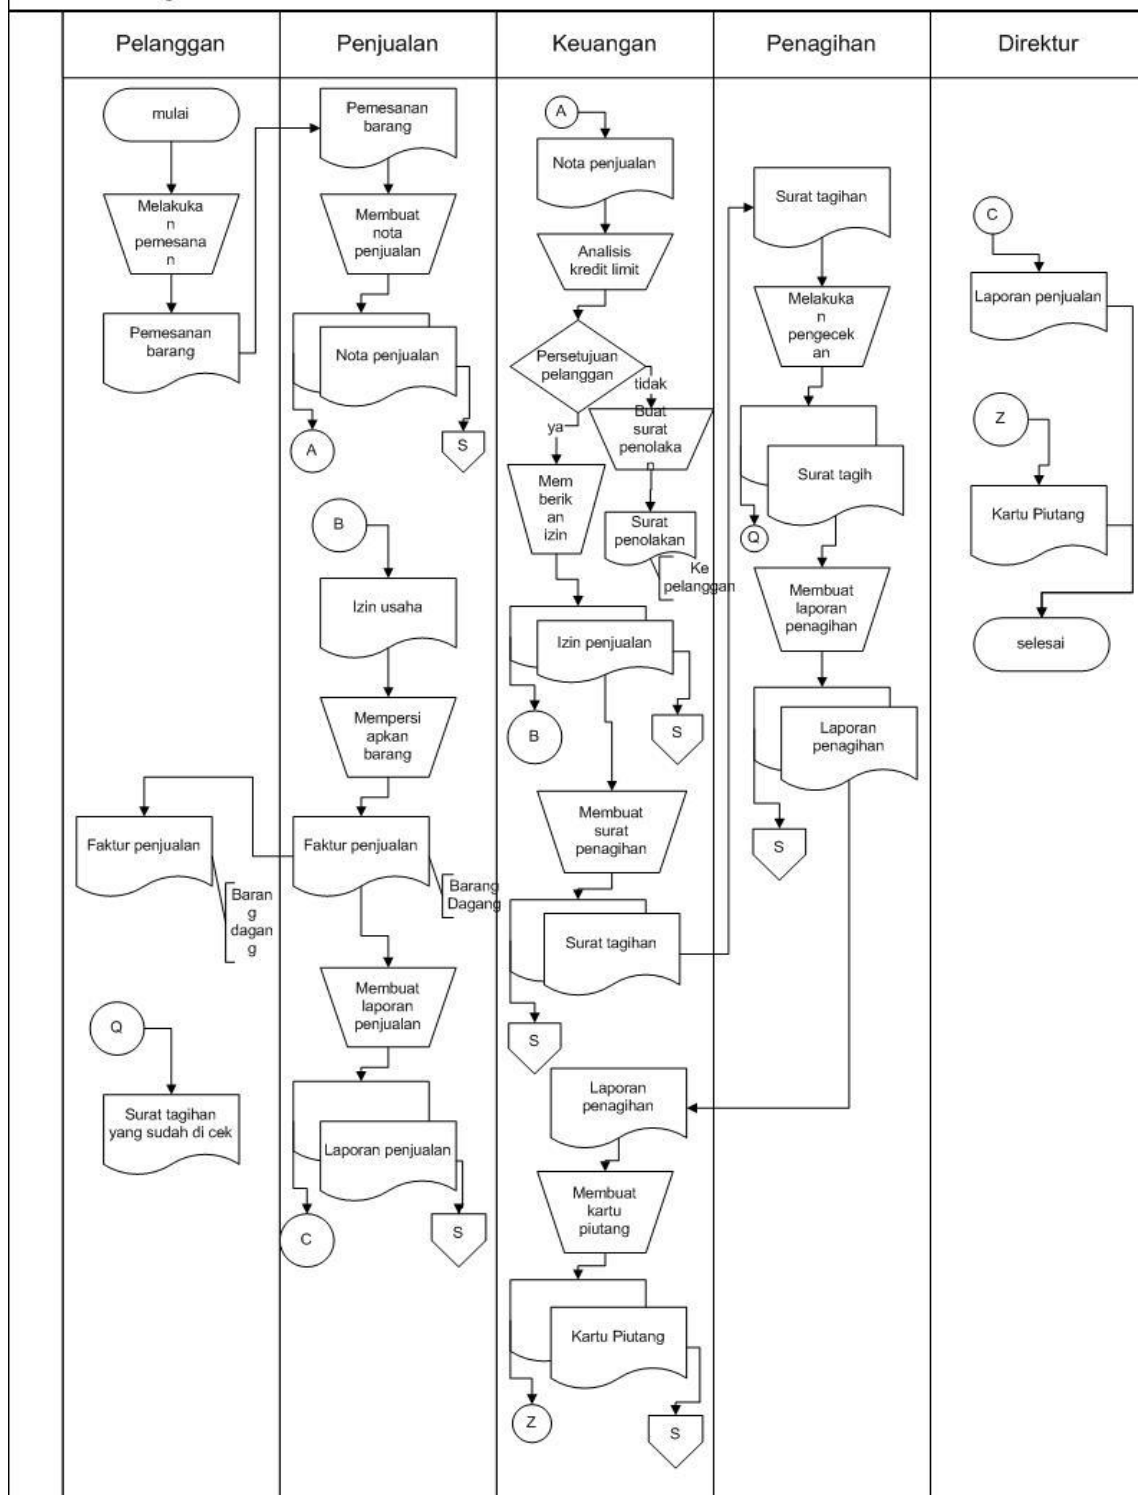 Pelanggan
Penjualan
Keuangan
Penagihan
Direktur
mulai
Melakuka
n
pemesana
n
Pemesanan
barang
Faktur penjualan
Baran
g
dagan
g
Q
Surat tagihan
yang sudah di cek
Pemesanan
barang
Membuat
nota
penjualan
Nota penjualan
A
S
B
Izin usaha
Mempersi
apkan
barang
Faktur penjualan
Barang
Dagang
Membuat
laporan
penjualan
Laporan penjualan
C
S
A
Nota penjualan
Analisis
kredit limit
Persetujuan
pelanggan
tidak
ya
Buat
surat
penolaka
n
Mem
berik
an
izin
Surat
penolakan
Ke
pelanggan
Izin penjualan
B
S
Membuat
surat
penagihan
Surat tagihan
S
Laporan
penagihan
Membuat
kartu
piutang
Kartu Piutang
Z
S
Surat tagihan
Melakuka
n
pengecek
an
Surat tagih
Q
Membuat
laporan
penagihan
Laporan
penagihan
S
C
Laporan penjualan
Z
Kartu Piutang
selesai